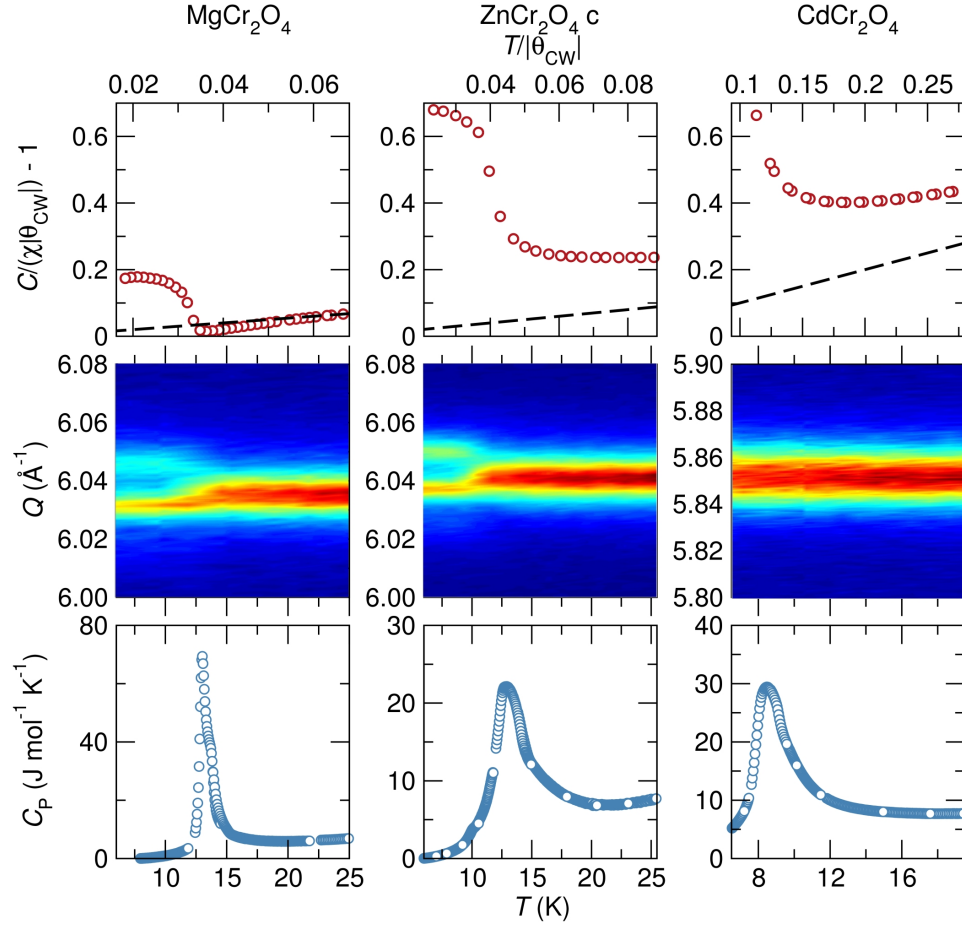 MgCr₂O₄ ZnCr₂O₄ c CdCr₂O₄
T/|θ_CW|
0.02 0.04 0.06 0.04 0.06 0.08 0.1 0.15 0.2 0.25
C/(χ|θ_CW|) - 1
0.6 0.6 0.6
0.4 0.4 0.4
0.2 0.2 0.2
0 0 0
Q (Å⁻¹)
6.08 6.08 5.90
5.88
6.06 6.06
5.86
6.04 6.04
5.84
6.02 6.02 5.82
6.00 6.00 5.80
C_P (J mol⁻¹ K⁻¹)
80 30 40
30
20
40 20
10
10
0 0 0
10 15 20 25 10 15 20 25 8 12 16
T (K)